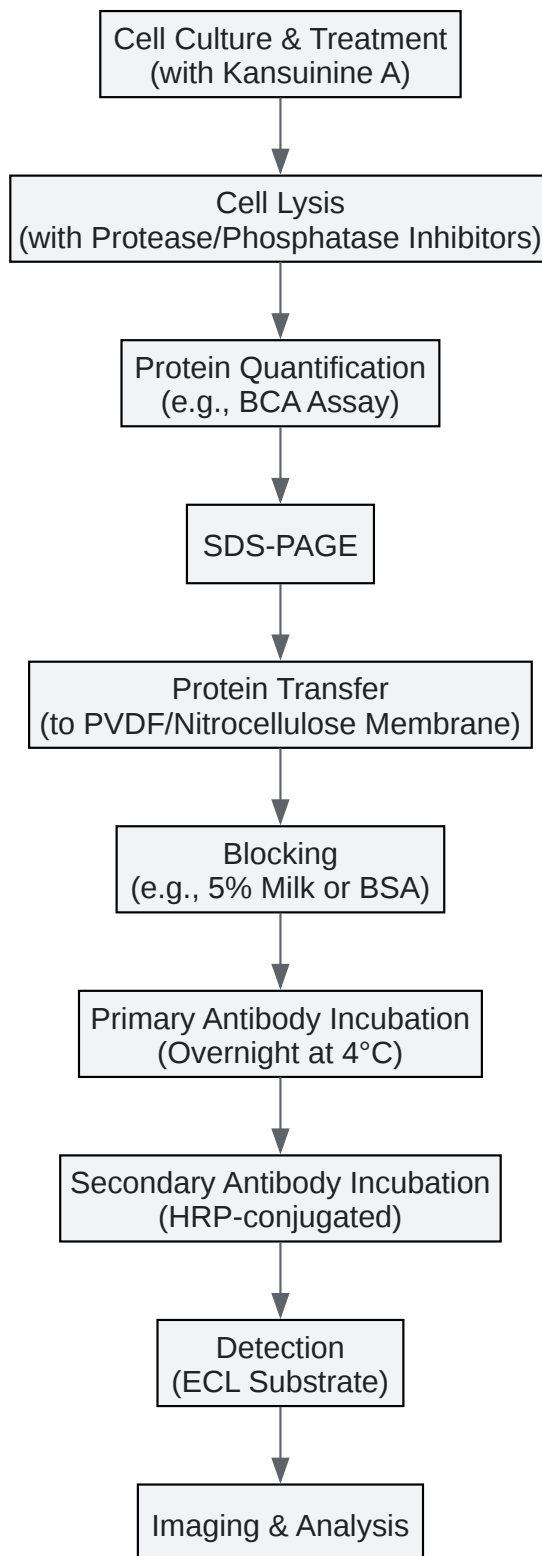 Cell Culture & Treatment
(with Kansuinine A)
Cell Lysis
(with Protease/Phosphatase Inhibitors)
Protein Quantification
(e.g., BCA Assay)
SDS-PAGE
Protein Transfer
(to PVDF/Nitrocellulose Membrane)
Blocking
(e.g., 5% Milk or BSA)
Primary Antibody Incubation
(Overnight at 4°C)
Secondary Antibody Incubation
(HRP-conjugated)
Detection
(ECL Substrate)
Imaging & Analysis